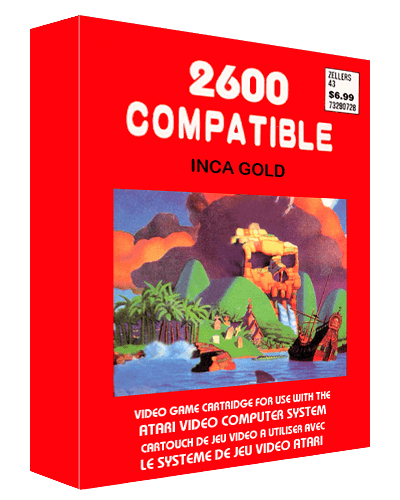 2600
COMPATIBLE
INCA GOLD
ZELLERS
43
$6.99
73290728
VIDEO GAME CARTRIDGE FOR USE WITH THE
ATARI VIDEO COMPUTER SYSTEM
CARTOUCH DE JEU VIDEO A UTILISER AVEC
LE SYSTEME DE JEU VIDEO ATARI